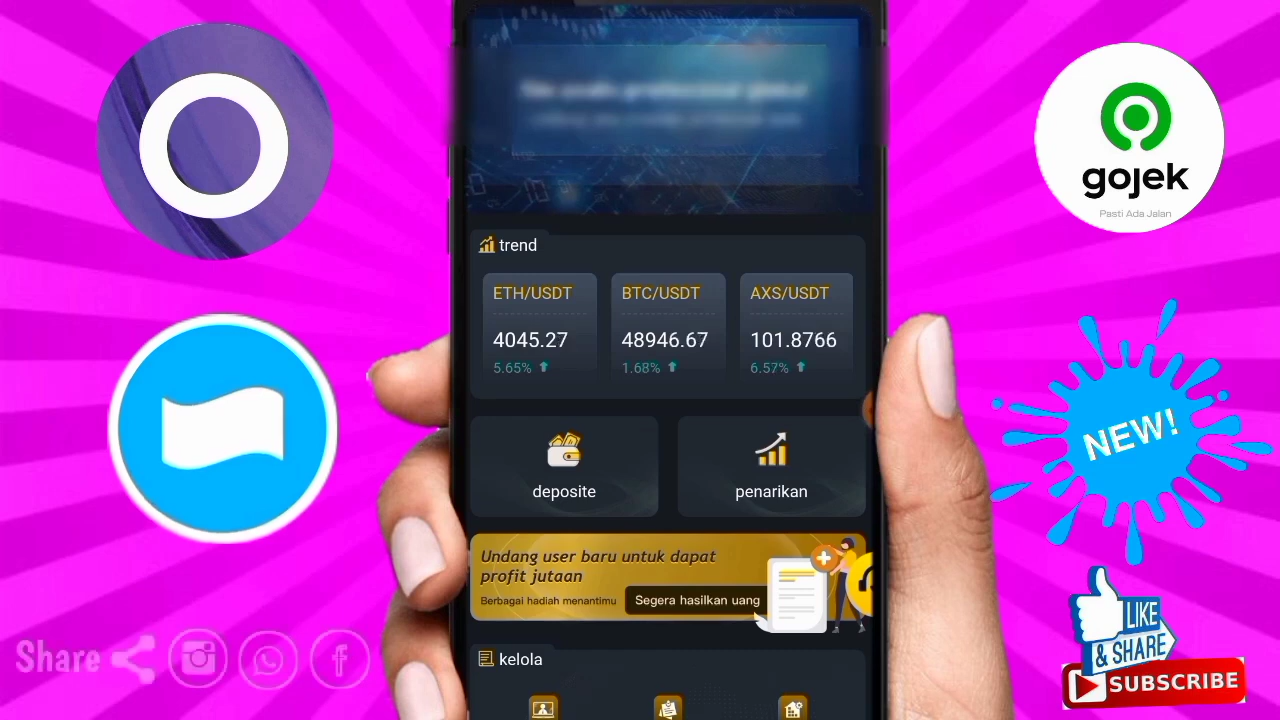 trend
ETH/USDT
BTC/USDT
AXS/USDT
4045.27
48946.67
101.8766
5.65%
1.68%
6.57%
deposite
penarikan
Undang user baru untuk dapat
profit jutaan
Berbagai hadiah menantimu
Segera hasilkan uang
kelola
gojek
Pasti Ada Jalan
NEW!
LIKE
& SHARE
SUBSCRIBE
Share